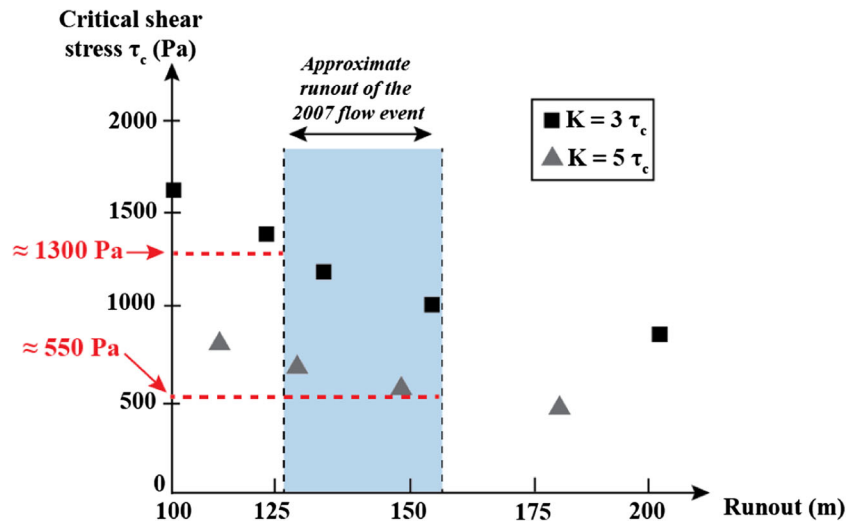 Critical shear
stress τc (Pa)
Approximate
runout of the
2007 flow event
K = 3 τc
K = 5 τc
2000
1500
≈ 1300 Pa
1000
≈ 550 Pa
500
0
100 125 150 175 200
Runout (m)